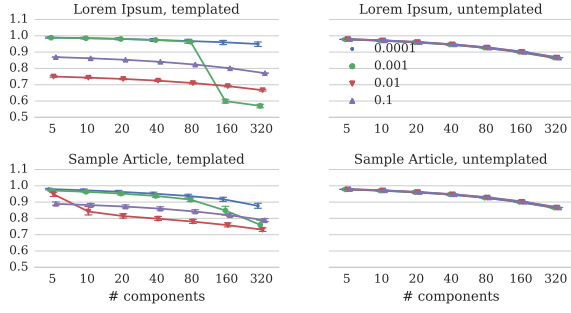 Lorem Ipsum, templated
1.1
1.0
0.9
0.8
0.7
0.6
0.5
5 10 20 40 80 160 320
Lorem Ipsum, untemplated
0.0001
0.001
0.01
0.1
5 10 20 40 80 160 320
Sample Article, templated
1.1
1.0
0.9
0.8
0.7
0.6
0.5
5 10 20 40 80 160 320
# components
Sample Article, untemplated
5 10 20 40 80 160 320
# components